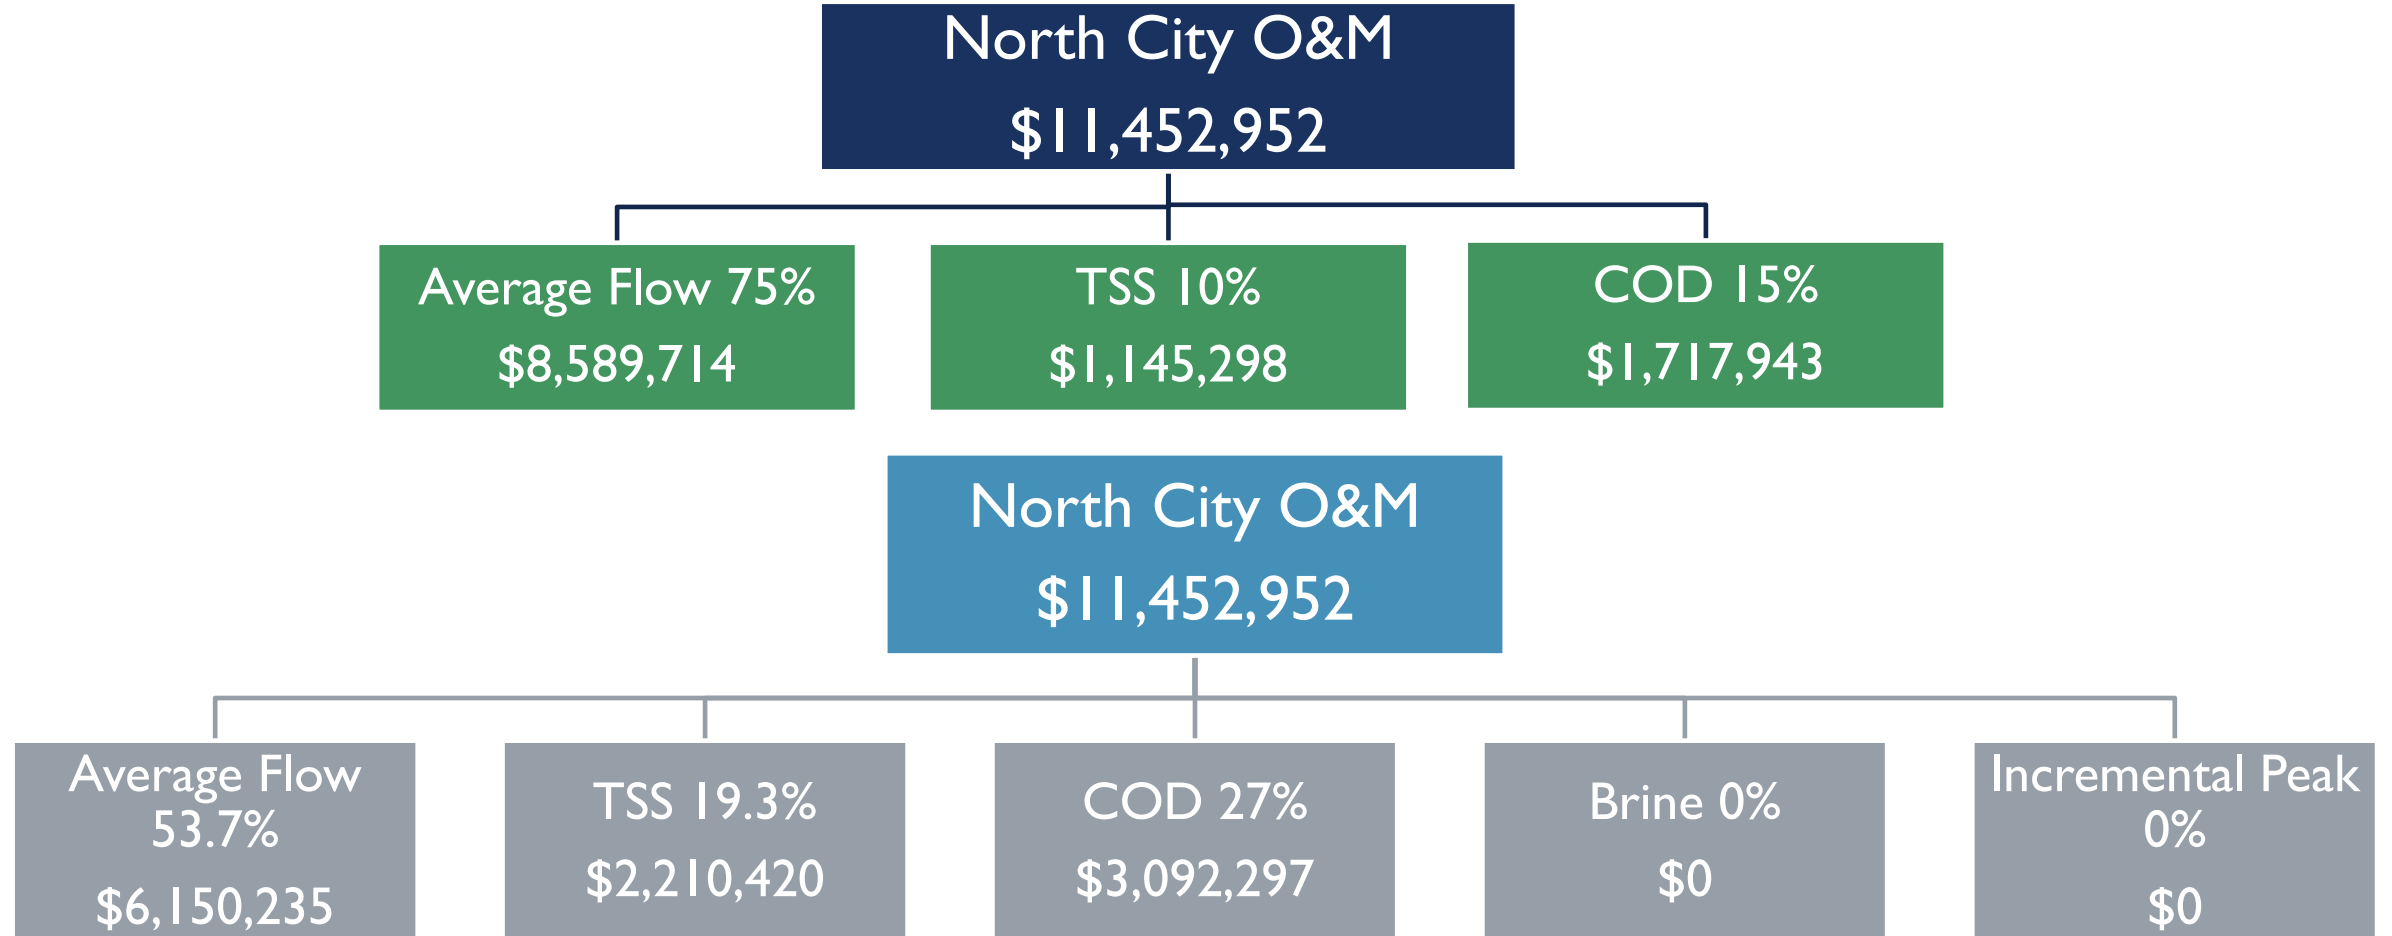 North City O&M
$11,452,952
Average Flow 75%
$8,589,714
TSS 10%
$1,145,298
COD 15%
$1,717,943
North City O&M
$11,452,952
Average Flow
53.7%
$6,150,235
TSS 19.3%
$2,210,420
COD 27%
$3,092,297
Brine 0%
$0
Incremental Peak
0%
$0